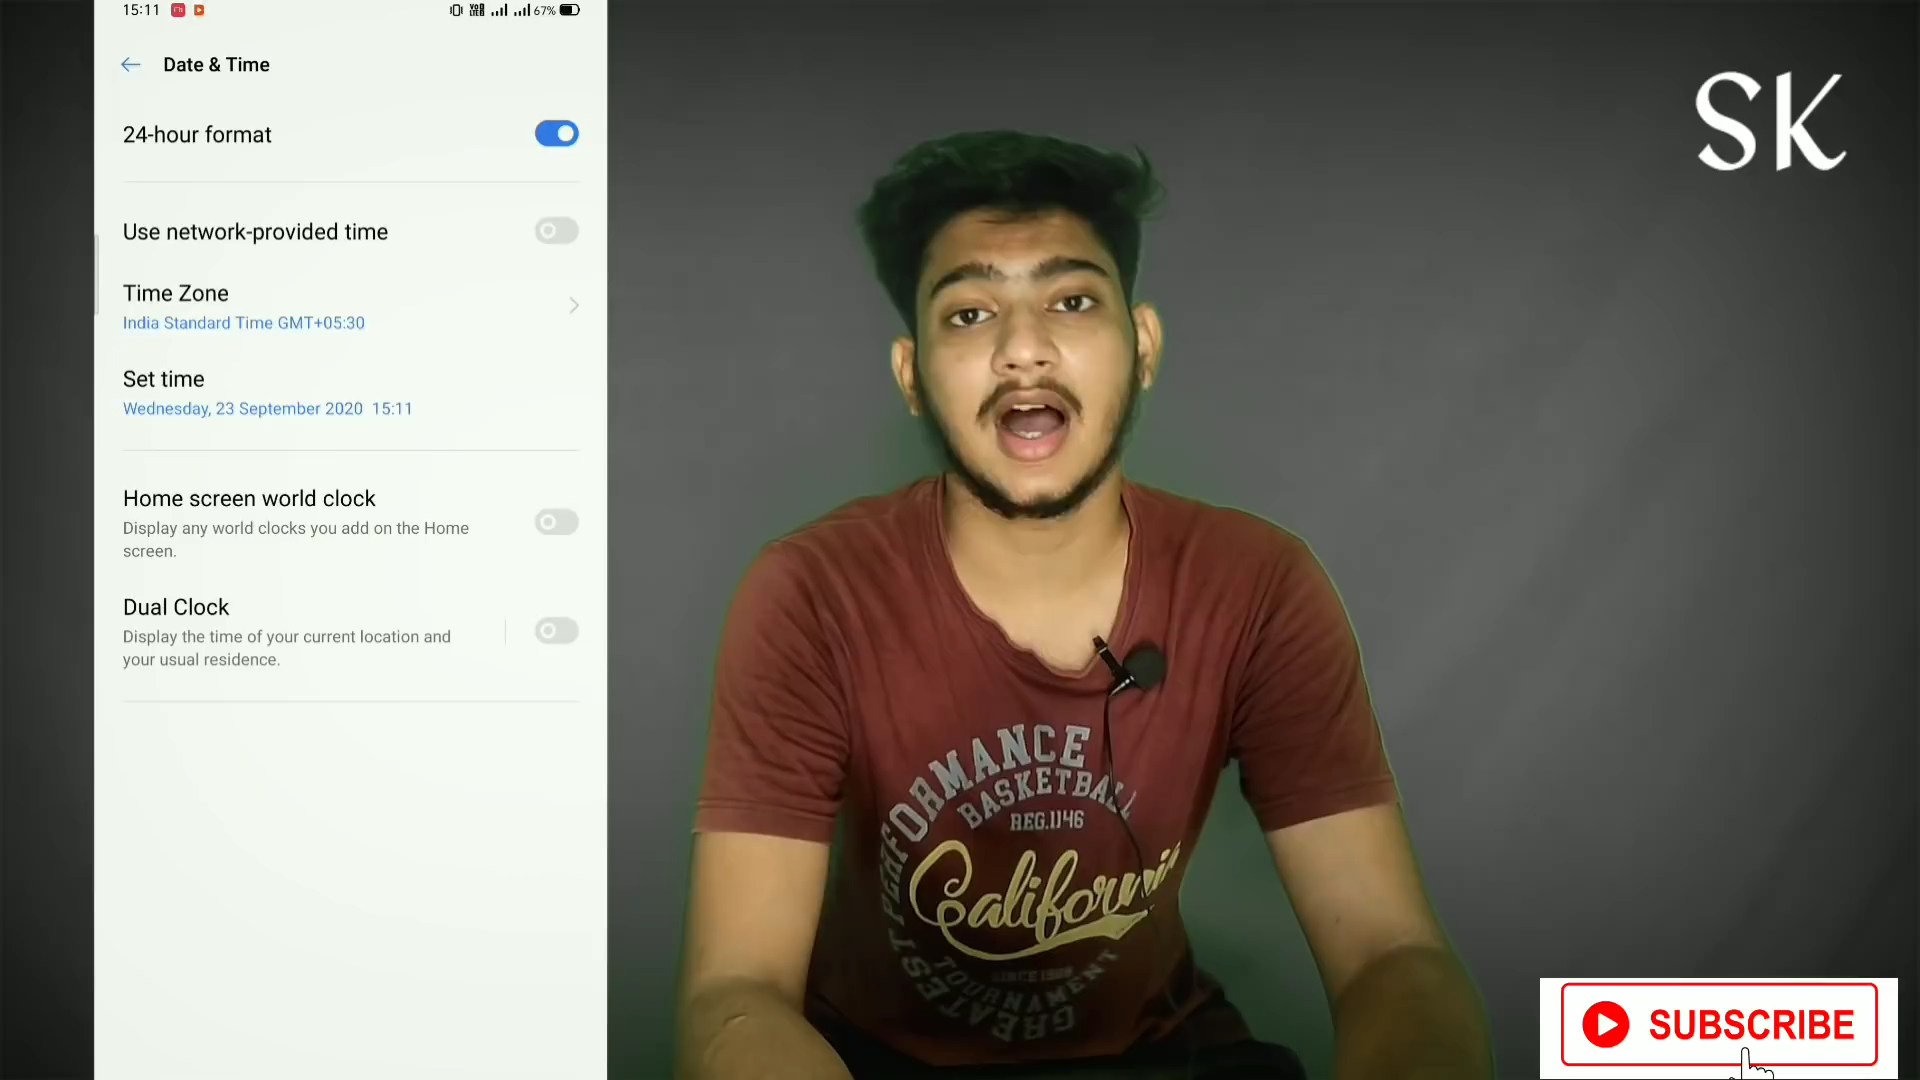 15:11
67%
Date & Time
24-hour format
Use network-provided time
Time Zone
India Standard Time GMT+05:30
Set time
Wednesday, 23 September 2020 15:11
Home screen world clock
Display any world clocks you add on the Home
screen.
Dual Clock
Display the time of your current location and
your usual residence.
SK
PERFORMANCE
BASKETBALL
REG.1146
California
SINCE
GREATEST TOURNAMENT
SUBSCRIBE